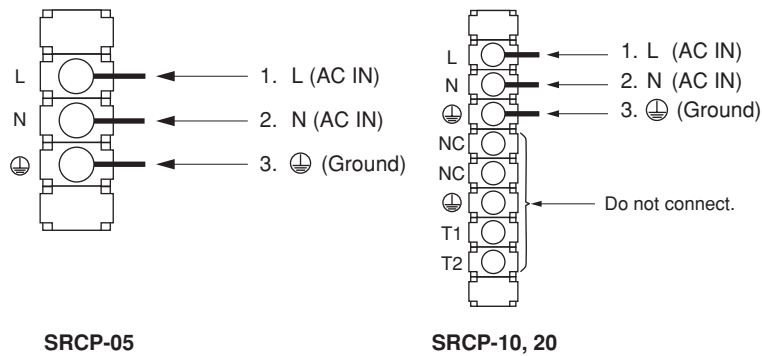 L
N
⏚
1. L (AC IN)
2. N (AC IN)
3. ⏚ (Ground)
SRCP-05
L
N
⏚
NC
NC
⏚
T1
T2
1. L (AC IN)
2. N (AC IN)
3. ⏚ (Ground)
Do not connect.
SRCP-10, 20